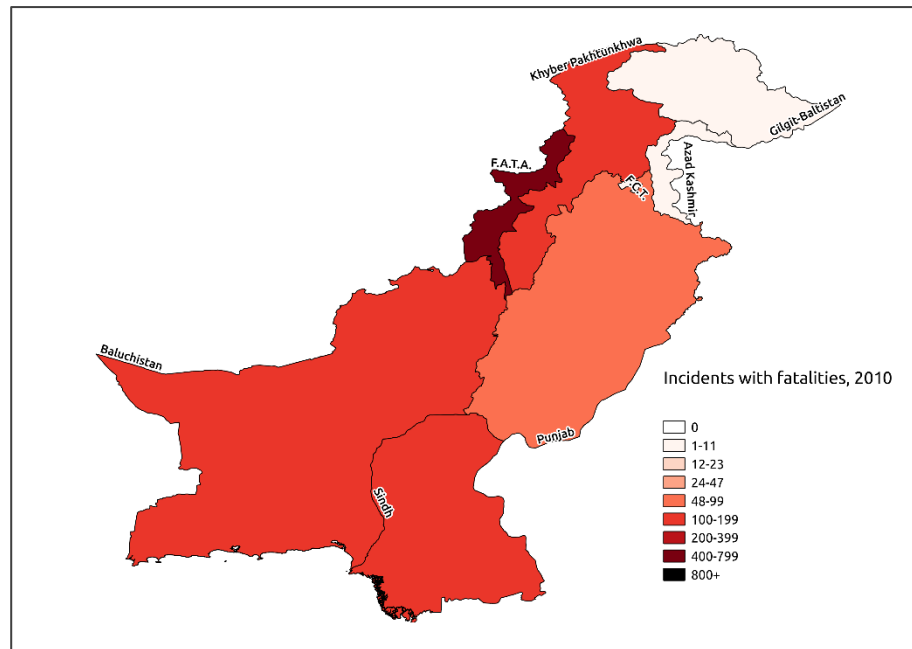 Khyber Pakhtunkhwa
Gilgit-Baltistan
F.A.T.A.
Azad Kashmir
F.C.T.
Baluchistan
Incidents with fatalities, 2010
Punjab
Sindh
0
1-11
12-23
24-47
48-99
100-199
200-399
400-799
800+